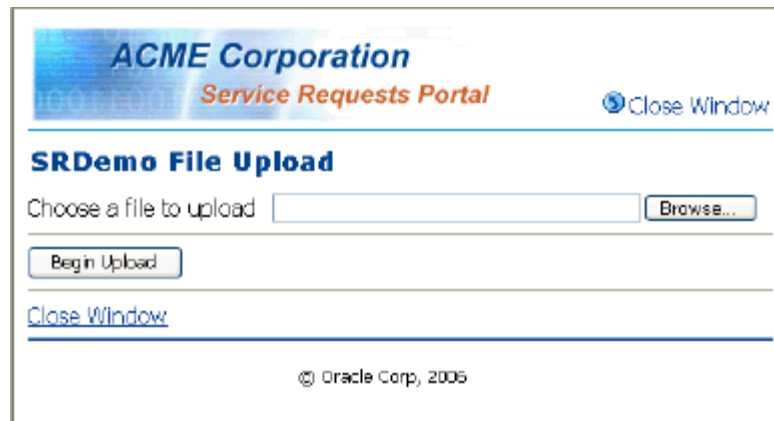 ACME Corporation
Service Requests Portal
Close Window
SRDemo File Upload
Choose a file to upload Browse...
Begin Upload
Close Window
© Oracle Corp, 2006